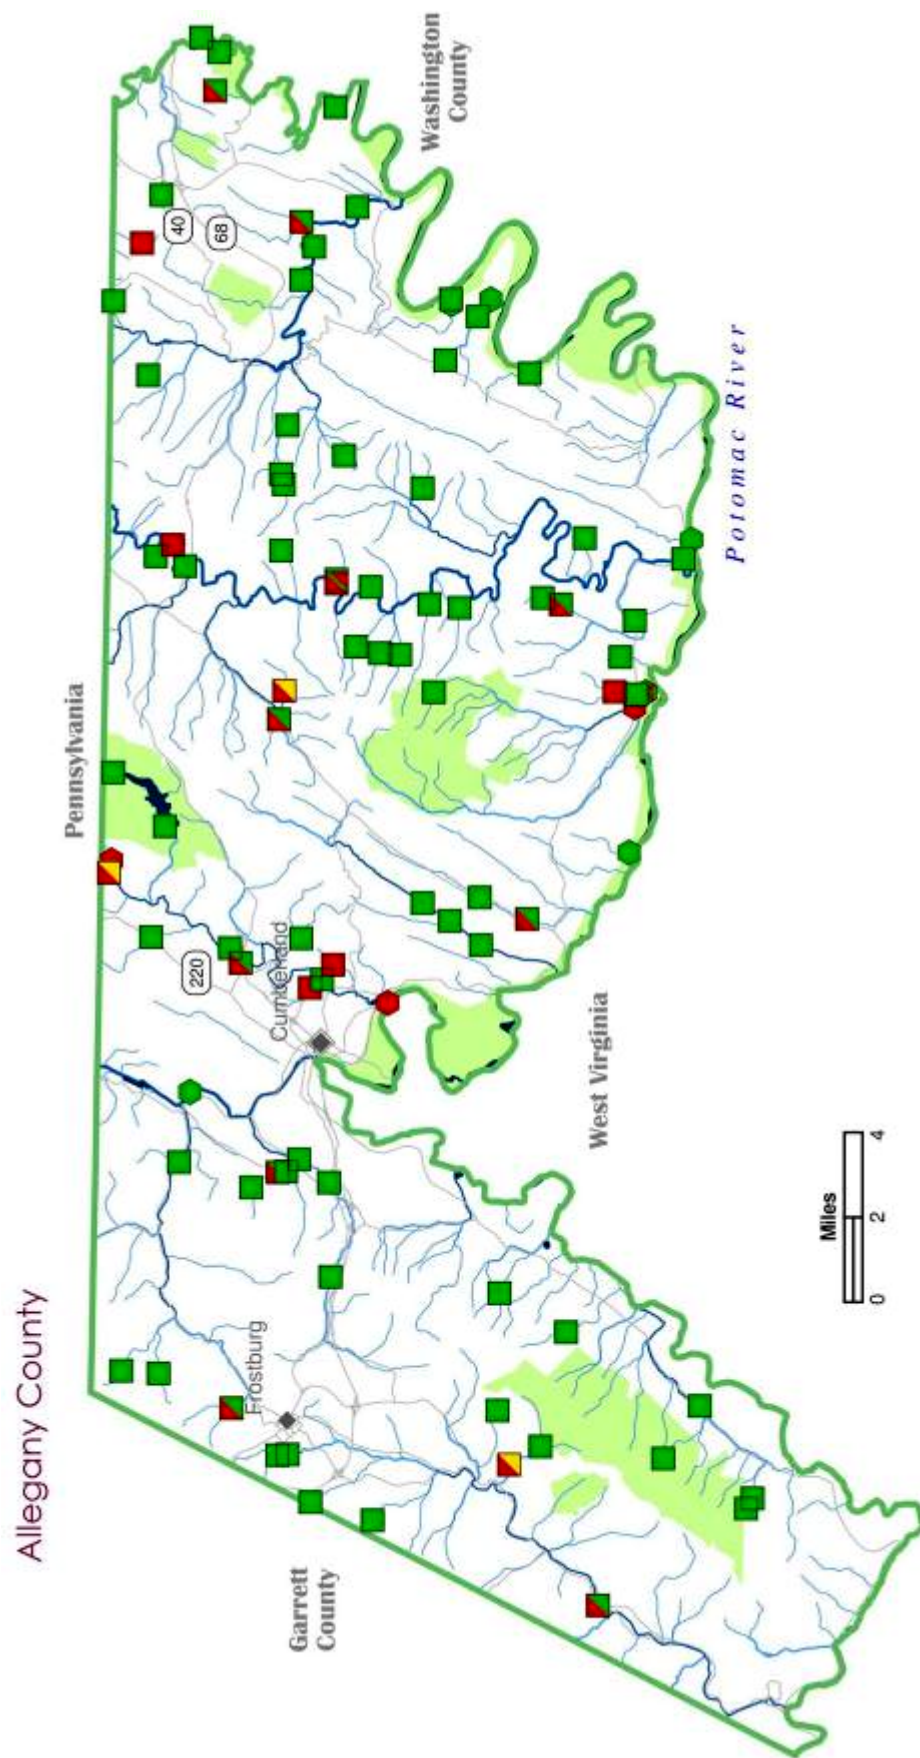 Allegany County
Pennsylvania
Washington
County
40
68
220
Cumberland
Frostburg
Garrett
County
West Virginia
Potomac River
Miles
0 2 4